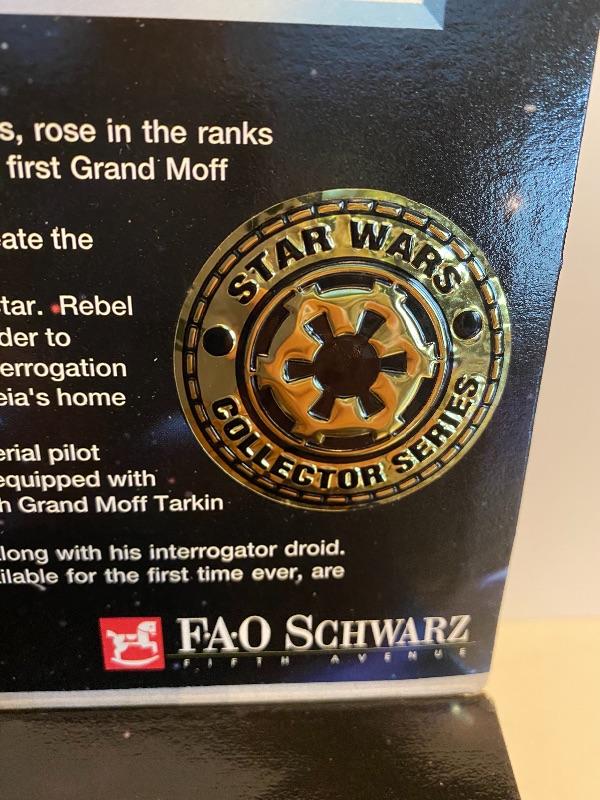 s, rose in the ranks
first Grand Moff
eate the
tar. Rebel
der to
errogation
eia's home
erial pilot
equipped with
h Grand Moff Tarkin
long with his interrogator droid.
ilable for the first time ever, are
STAR WARS
COLLECTOR SERIES
F·A·O SCHWARZ
FIFTH AVENUE